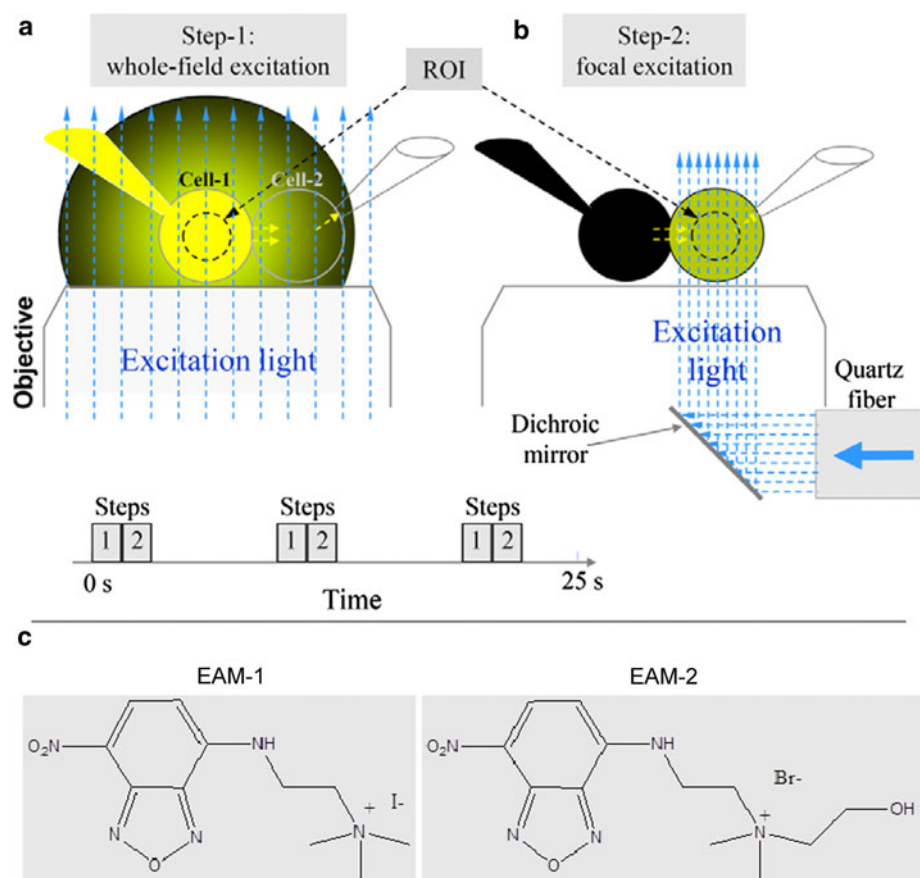 a
Step-1:
whole-field excitation
ROI
b
Step-2:
focal excitation
Cell-1
Cell-2
Objective
Excitation light
Excitation
light
Quartz
fiber
Dichroic
mirror
Steps
1 2
Steps
1 2
Steps
1 2
0 s
25 s
Time
c
EAM-1
O₂N
NH
N
N
O
N
+
I-
EAM-2
O₂N
NH
N
N
O
N
+
Br-
OH